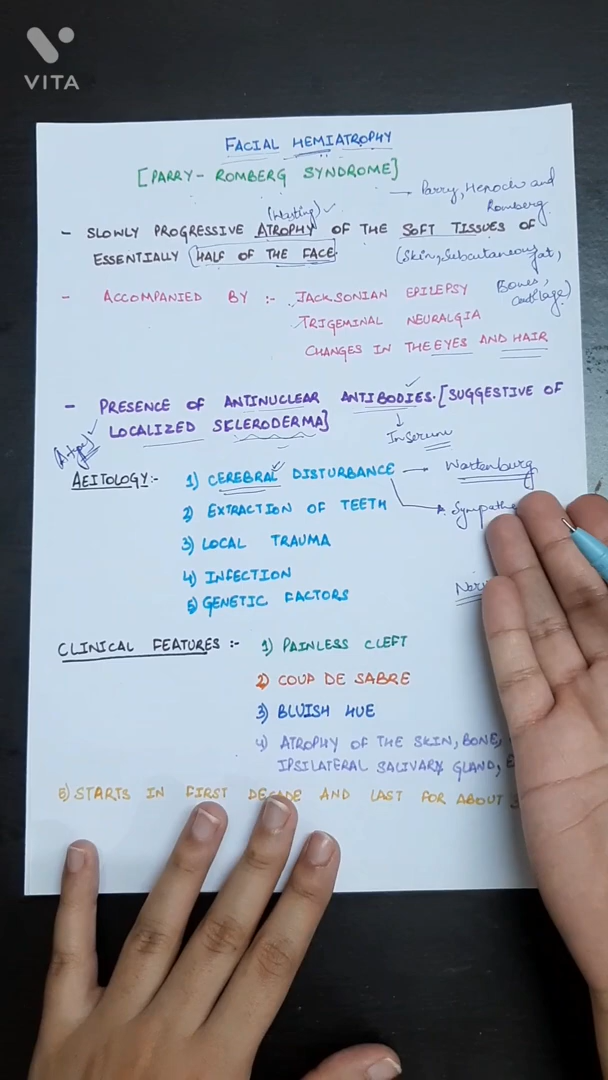 VITA
FACIAL HEMIATROPHY
[PARRY-ROMBERG SYNDROME]
→ Parry, Henoch and
Romberg
(Wasting)
- SLOWLY PROGRESSIVE ATROPHY OF THE SOFT TISSUES OF
ESSENTIALLY (HALF OF THE FACE.
(Skin, Subcutaneous fat,
Bones,
cartilage)
- ACCOMPANIED BY :- JACKSONIAN EPILEPSY
TRIGEMINAL NEURALGIA
CHANGES IN THE EYES AND HAIR
- PRESENCE OF ANTINUCLEAR ANTIBODIES. [SUGGESTIVE OF
LOCALIZED SCLERODERMA]
In serum
AEITOLOGY:- 1) CEREBRAL DISTURBANCE → Wartenburg
2) EXTRACTION OF TEETH
3) LOCAL TRAUMA
4) INFECTION
5) GENETIC FACTORS
CLINICAL FEATURES :- 1) PAINLESS CLEFT
2) COUP DE SABRE
3) BLUISH HUE
4) ATROPHY OF THE SKIN, BONE,
IPSILATERAL SALIVARY GLAND,
5) STARTS IN FIRST DECADE AND LAST FOR ABOUT